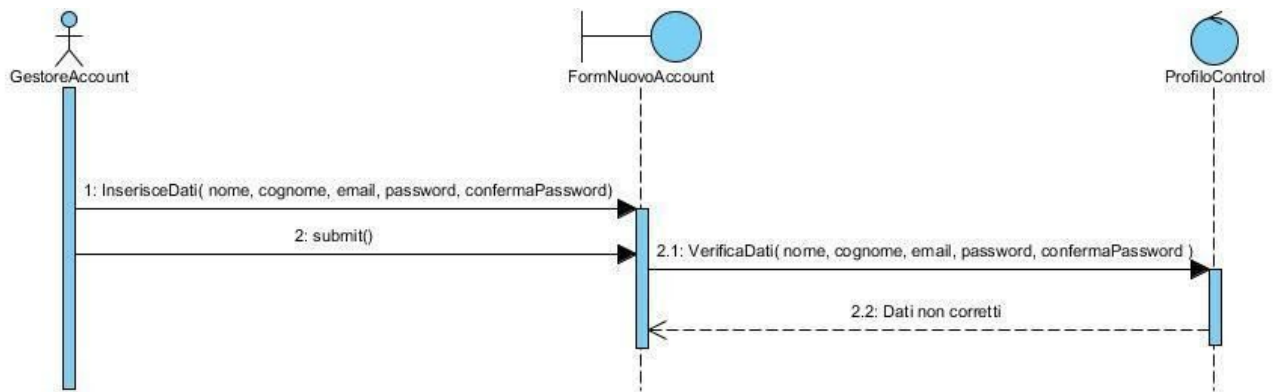 GestoreAccount
FormNuovoAccount
ProfiloControl
1: InserisceDati( nome, cognome, email, password, confermaPassword)
2: submit()
2.1: VerificaDati( nome, cognome, email, password, confermaPassword )
2.2: Dati non corretti